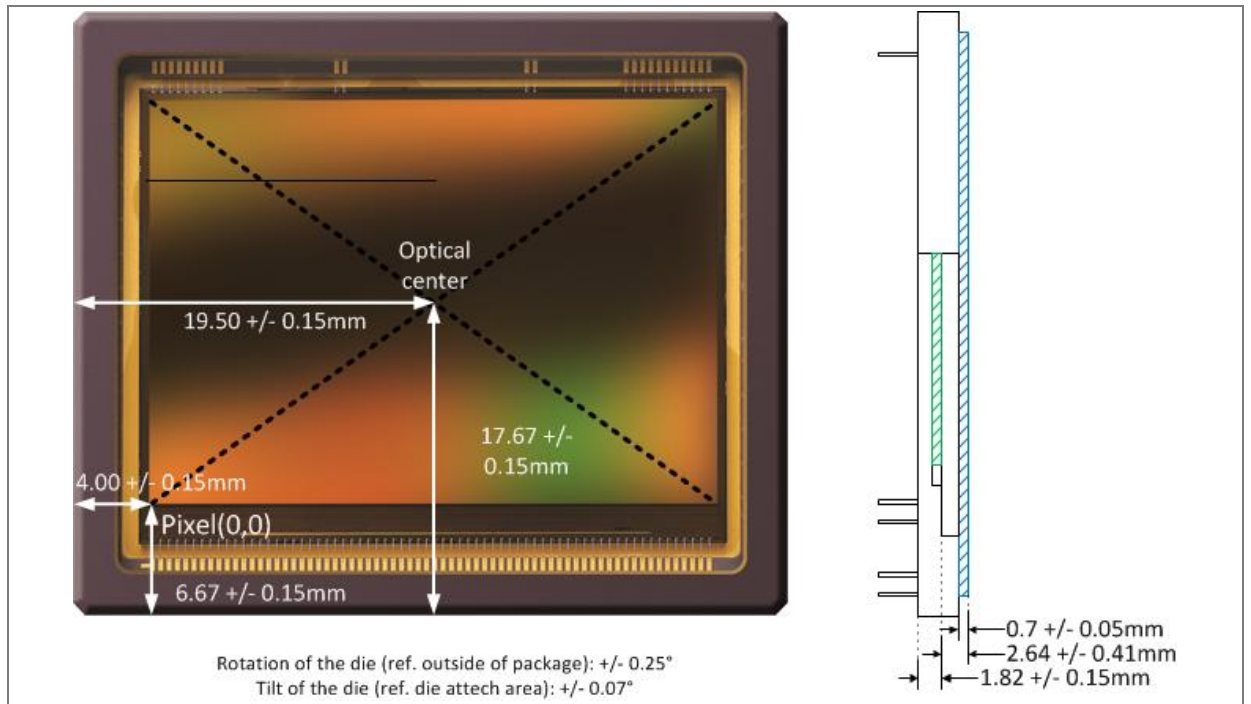 Optical
center
19.50 +/- 0.15mm
17.67 +/-
0.15mm
4.00 +/- 0.15mm
Pixel(0,0)
6.67 +/- 0.15mm
0.7 +/- 0.05mm
2.64 +/- 0.41mm
1.82 +/- 0.15mm
Rotation of the die (ref. outside of package): +/- 0.25°
Tilt of the die (ref. die attech area): +/- 0.07°